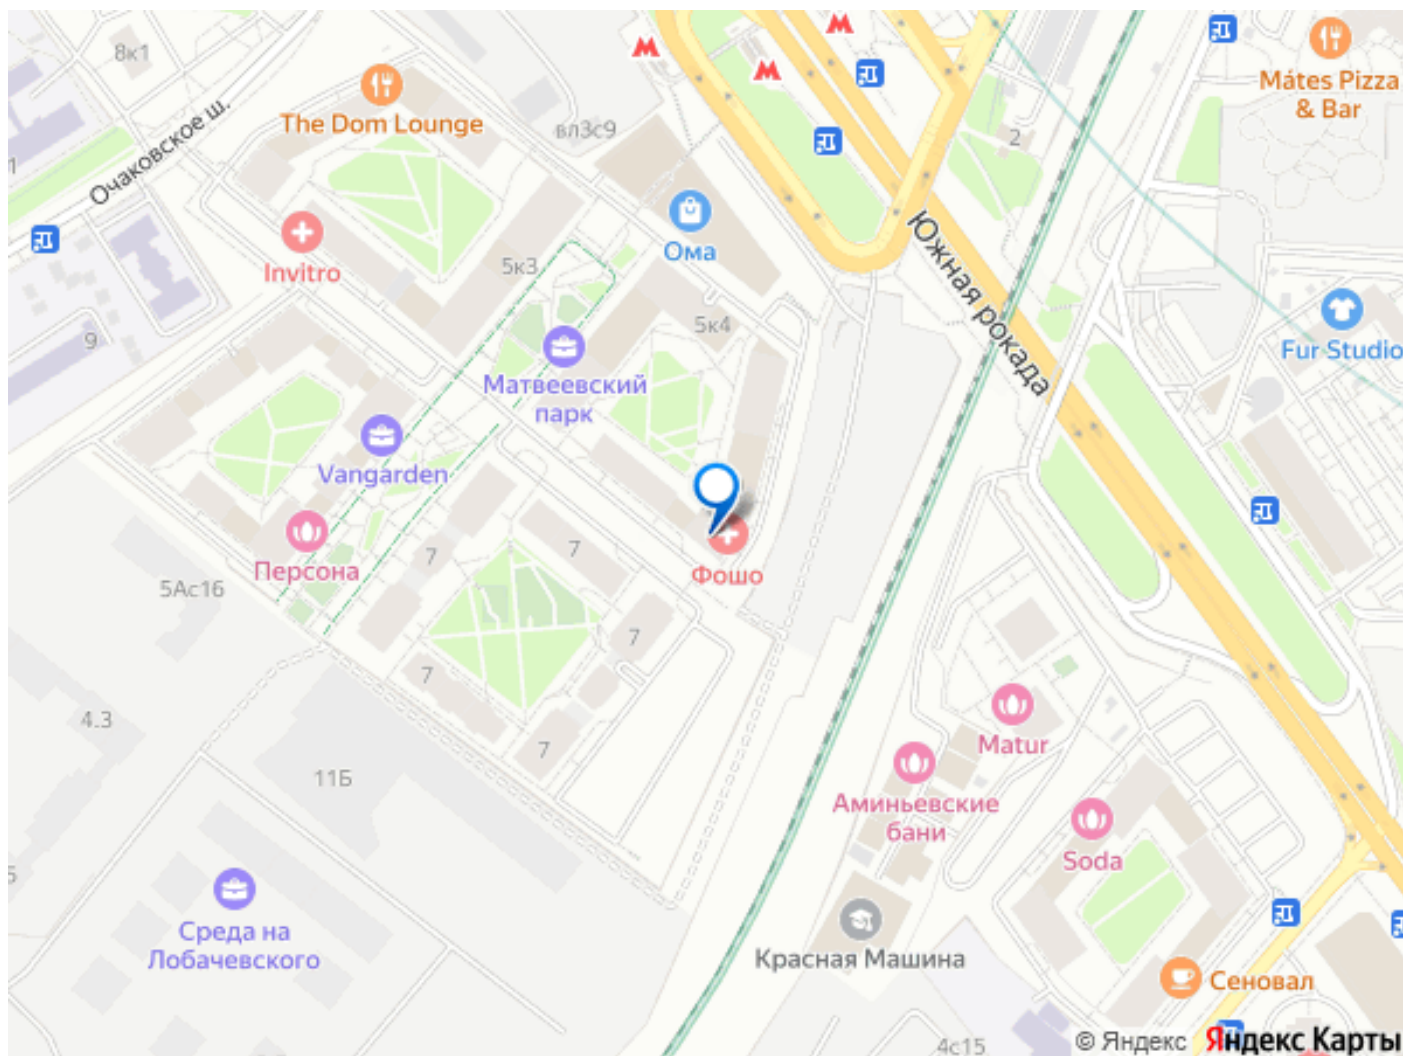 8к1
The Dom Lounge
вл3с9
Mátes Pizza
& Bar
2
Очаковское ш.
1
Ома
Invitro
5к3
Южная рокада
5к4
9
Fur Studio
Матвеевский
парк
Vangarden
7
7
Персона
5Ас16
Фошо
7
7
4.3
7
11Б
Matur
Аминьевские
бани
Soda
5
Среда на
Лобачевского
Красная Машина
Сеновал
4с15
© Яндекс Яндекс Карты